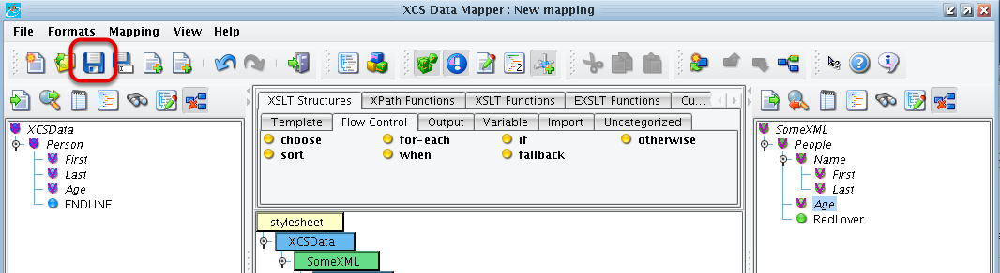 XCS Data Mapper : New mapping
File Formats Mapping View Help
XSLT Structures XPath Functions XSLT Functions EXSLT Functions Cu...
Template Flow Control Output Variable Import Uncategorized
choose for-each if otherwise
sort when fallback
XCSData
Person
First
Last
Age
ENDLINE
stylesheet
XCSData
SomeXML
SomeXML
People
Name
First
Last
Age
RedLover